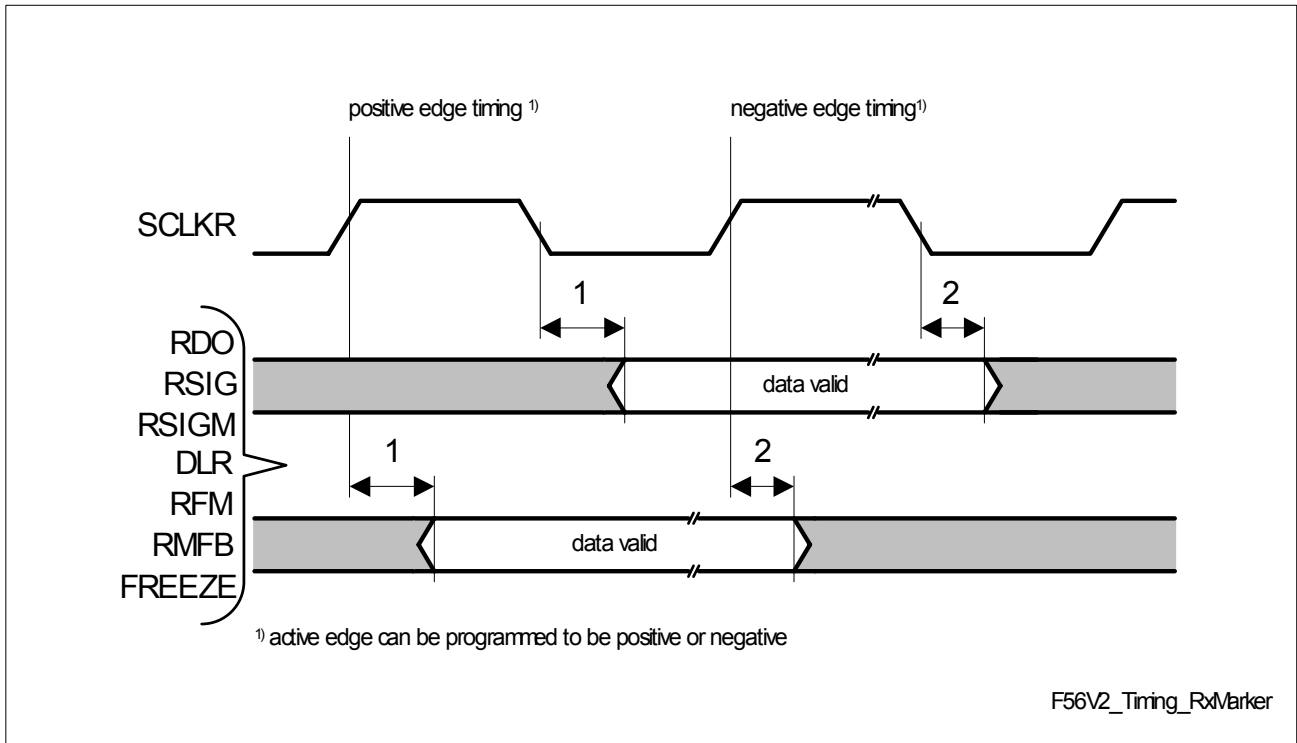 positive edge timing 1)
negative edge timing1)
SCLKR
1
2
RDO
RSIG
data valid
RSIGM
DLR
1
2
RFM
RMFB
data valid
FREEZE
1) active edge can be programmed to be positive or negative
F56V2_Timing_RxMarker